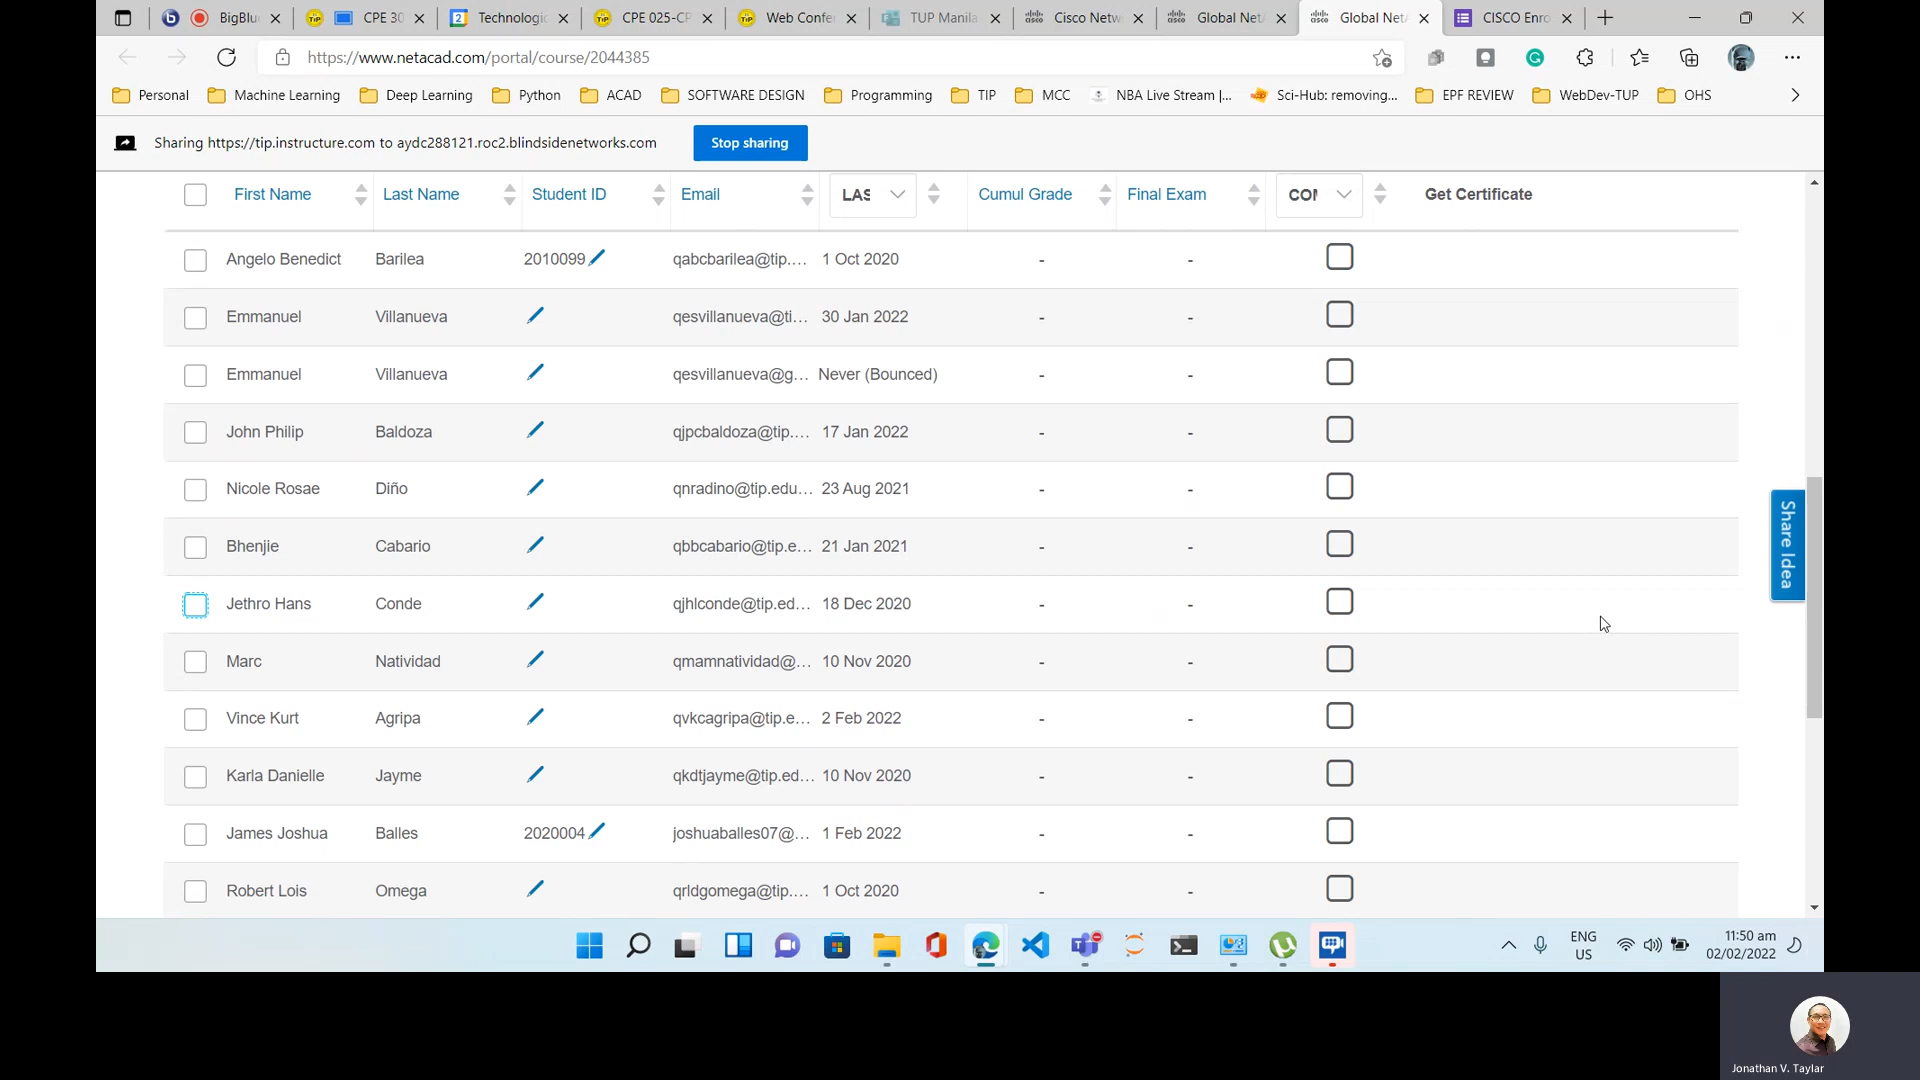 BigBlu
CPE 30
Technologic
CPE 025-CP
Web Confe
TUP Manila
Cisco Netw
Global Net
Global Net
CISCO Enro
https://www.netacad.com/portal/course/2044385
Personal
Machine Learning
Deep Learning
Python
ACAD
SOFTWARE DESIGN
Programming
TIP
MCC
NBA Live Stream |...
Sci-Hub: removing...
EPF REVIEW
WebDev-TUP
OHS
Sharing https://tip.instructure.com to aydc288121.roc2.blindsidenetworks.com
Stop sharing
First Name Last Name Student ID Email LAS Cumul Grade Final Exam COM Get Certificate
Angelo Benedict Barilea 2010099 qabcbarilea@tip.... 1 Oct 2020 - -
Emmanuel Villanueva qesvillanueva@ti... 30 Jan 2022 - -
Emmanuel Villanueva qesvillanueva@g... Never (Bounced) - -
John Philip Baldoza qjpcbaldoza@tip.... 17 Jan 2022 - -
Nicole Rosae Diño qnradino@tip.edu... 23 Aug 2021 - -
Bhenjie Cabario qbbcabario@tip.e... 21 Jan 2021 - -
Jethro Hans Conde qjhlconde@tip.ed... 18 Dec 2020 - -
Marc Natividad qmamnatividad@... 10 Nov 2020 - -
Vince Kurt Agripa qvkcagripa@tip.e... 2 Feb 2022 - -
Karla Danielle Jayme qkdtjayme@tip.ed... 10 Nov 2020 - -
James Joshua Balles 2020004 joshuaballes07@... 1 Feb 2022 - -
Robert Lois Omega qrldgomega@tip.... 1 Oct 2020 - -
Share Idea
ENG
US
11:50 am
02/02/2022
Jonathan V. Taylar